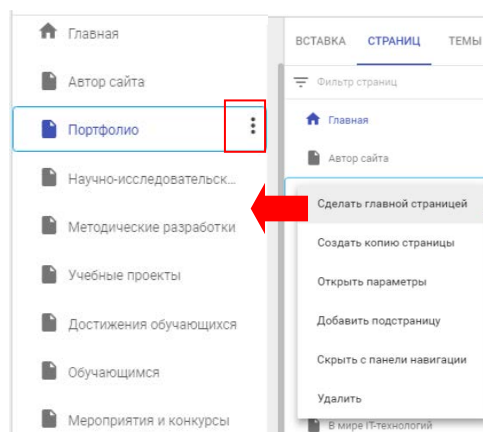 Главная
Автор сайта
Портфолио
Научно-исследовательск...
Методические разработки
Учебные проекты
Достижения обучающихся
Обучающимся
Мероприятия и конкурсы
ВСТАВКА СТРАНИЦ ТЕМЫ
Фильтр страниц
Главная
Автор сайта
Сделать главной страницей
Создать копию страницы
Открыть параметры
Добавить подстраницу
Скрыть с панели навигации
Удалить
В мире IT-технологий